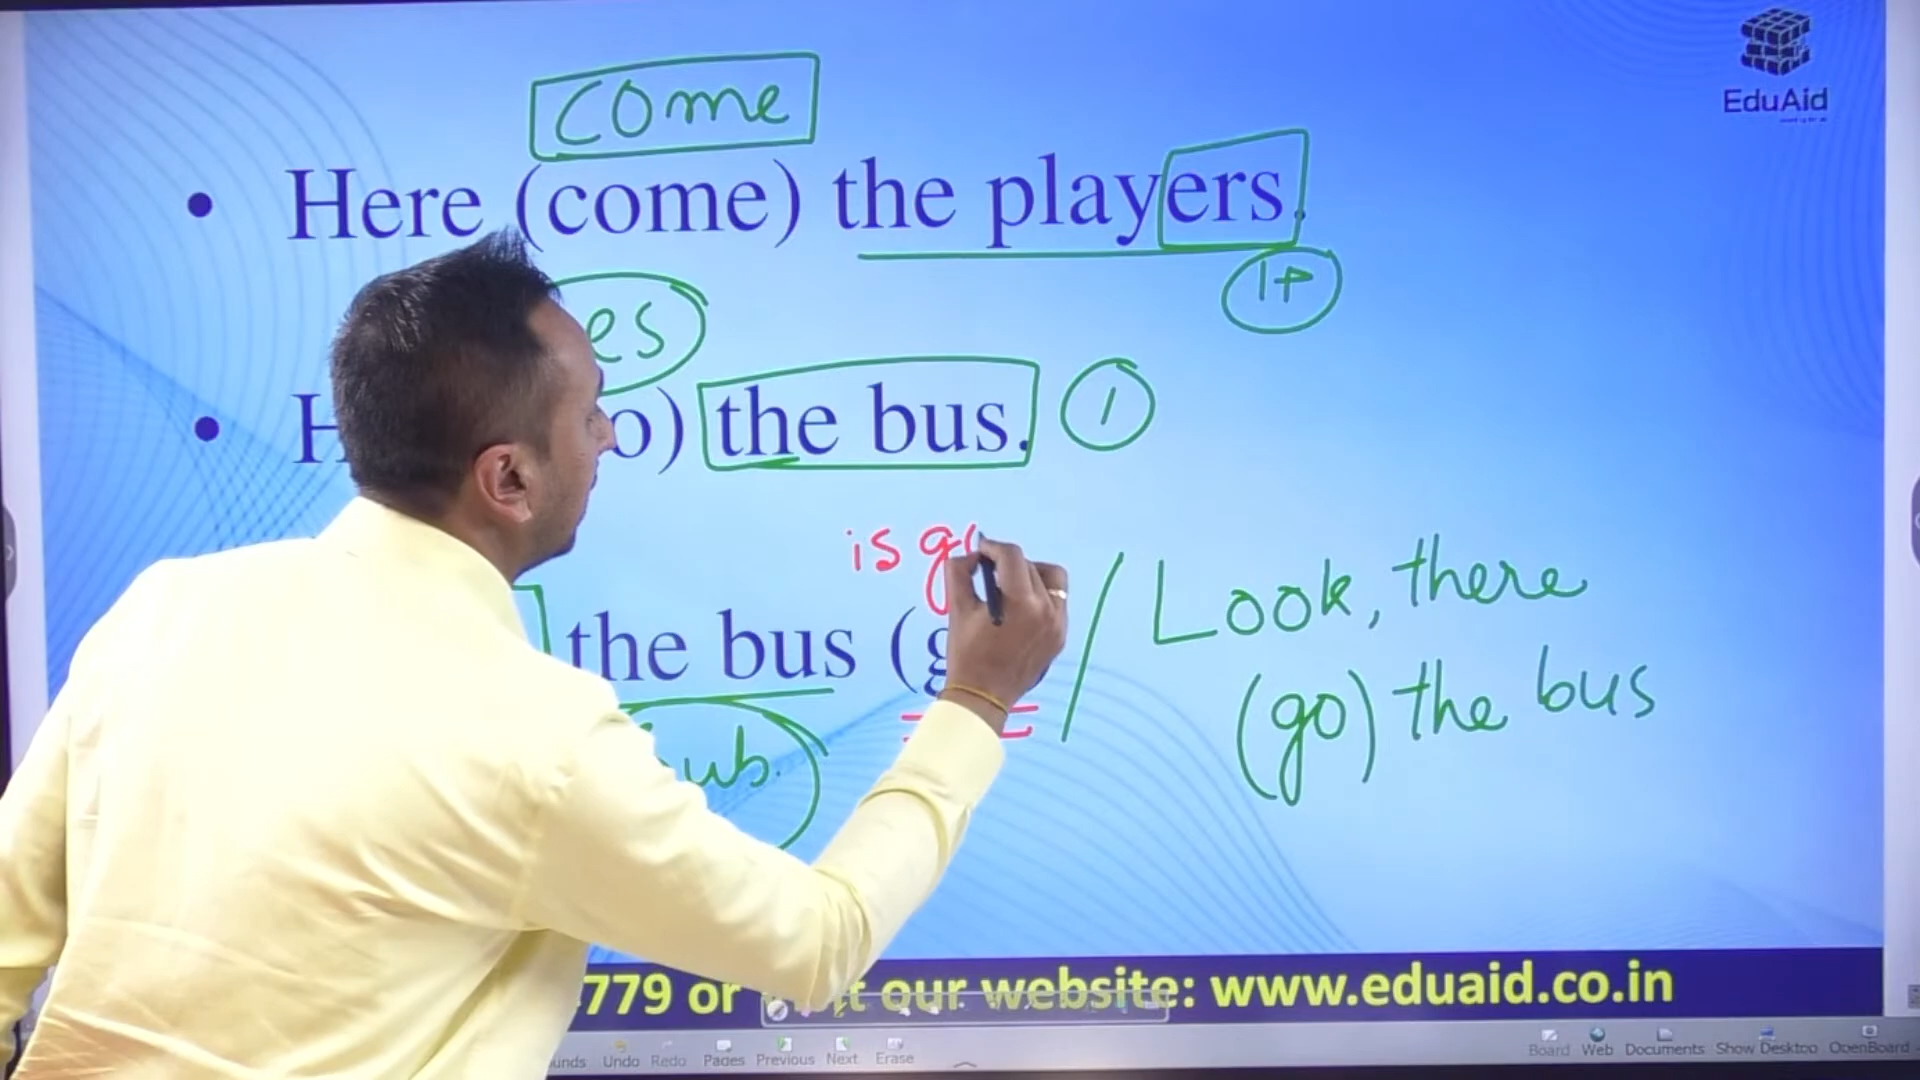 EduAid
come
• Here (come) the players.
1+
es
• H o) the bus. 1
is go
the bus (g / Look, there
(go) the bus
Sub.
779 or our website: www.eduaid.co.in
Undo Redo Pages Previous Next Erase Board Web Documents Show Desktop OpenBoard